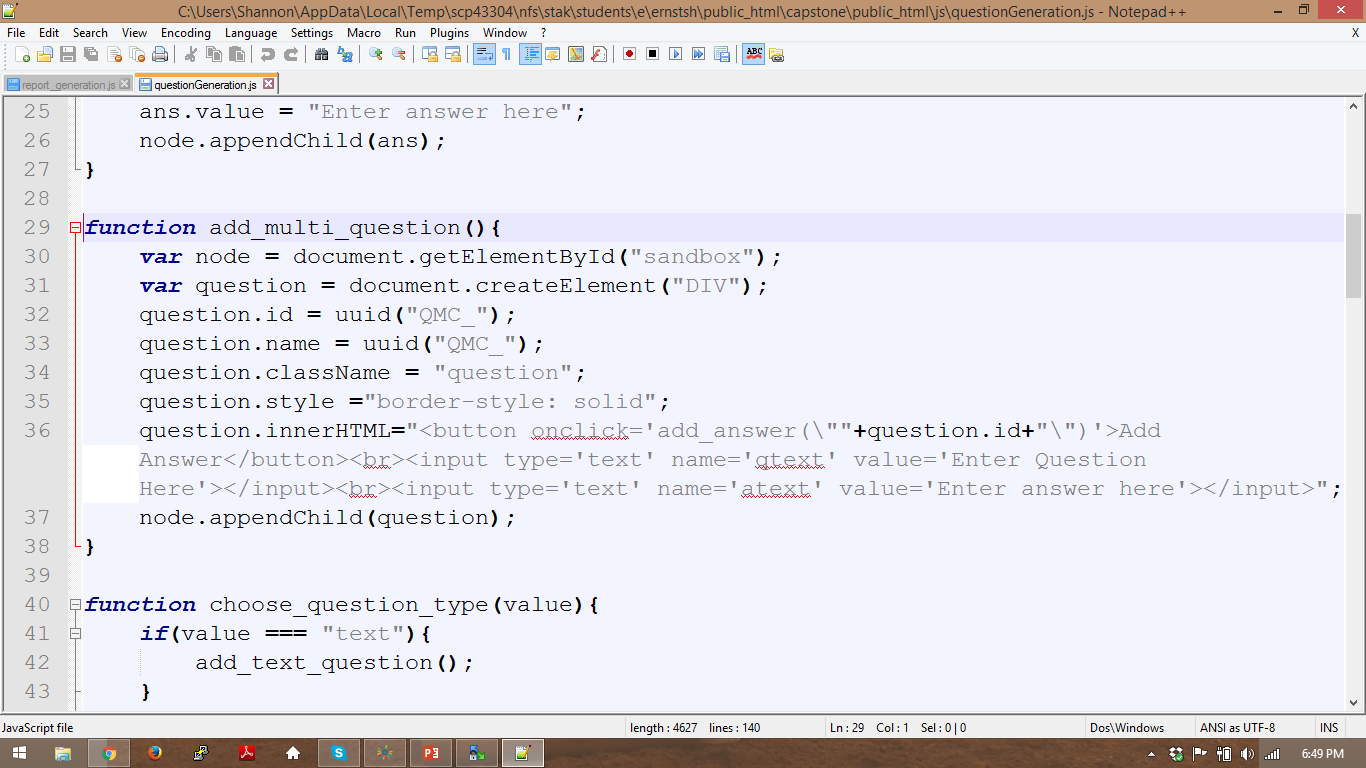 C:\Users\Shannon\AppData\Local\Temp\scp43304\nfs\stak\students\e\ernstsh\public_html\capstone\public_html\js\questionGeneration.js - Notepad++
File Edit Search View Encoding Language Settings Macro Run Plugins Window ? X
ABC
report_generation.js questionGeneration.js
25 ans.value = "Enter answer here";
26 node.appendChild(ans);
27 }
28
29 function add_multi_question(){
30 var node = document.getElementById("sandbox");
31 var question = document.createElement("DIV");
32 question.id = uuid("QMC_");
33 question.name = uuid("QMC_");
34 question.className = "question";
35 question.style ="border-style: solid";
36 question.innerHTML="<button onclick='add_answer(\""+question.id+"\")'>Add
Answer</button><br><input type='text' name='qtext' value='Enter Question
Here'></input><br><input type='text' name='atext' value='Enter answer here'></input>";
37 node.appendChild(question);
38 }
39
40 function choose_question_type(value){
41 if(value === "text"){
42 add_text_question();
43 }
JavaScript file length : 4627 lines : 140 Ln : 29 Col : 1 Sel : 0 | 0 Dos\Windows ANSI as UTF-8 INS
6:49 PM